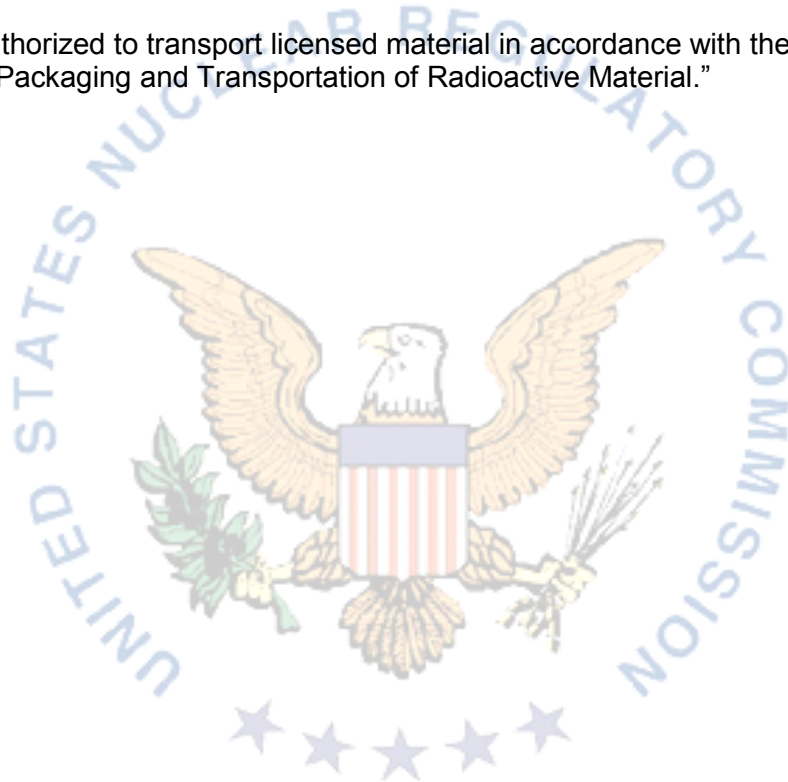 thorized to transport licensed material in accordance with the
Packaging and Transportation of Radioactive Material.”
UNITED STATES NUCLEAR REGULATORY COMMISSION